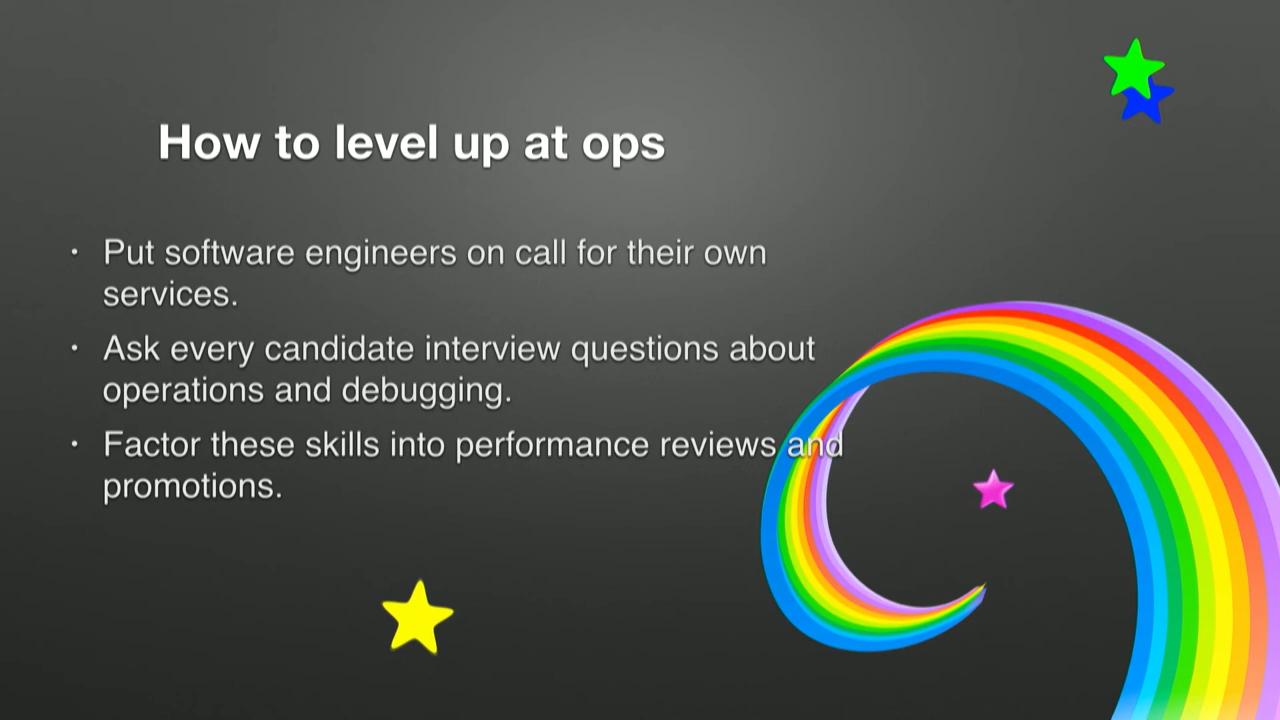 How to level up at ops
• Put software engineers on call for their own
services.
• Ask every candidate interview questions about
operations and debugging.
• Factor these skills into performance reviews and
promotions.